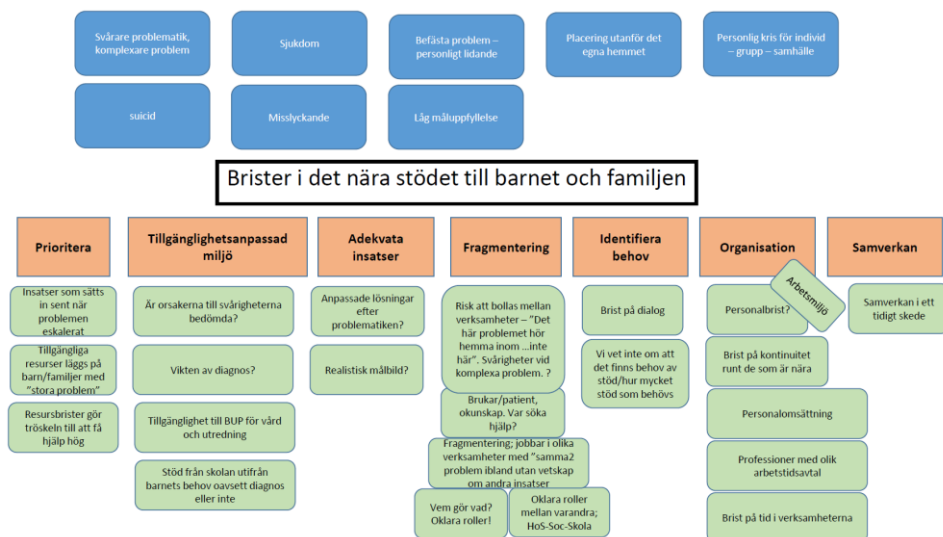 Svårare problematik,
komplexare problem
Sjukdom
Befästa problem –
personligt lidande
Placering utanför det
egna hemmet
Personlig kris för individ
– grupp – samhälle
suicid
Misslyckande
Låg måluppfyllelse
Brister i det nära stödet till barnet och familjen
Prioritera
Tillgänglighetsanpassad
miljö
Adekvata
insatser
Fragmentering
Identifiera
behov
Organisation
Samverkan
Insatser som sätts
in sent när
problemen
eskalerat
Tillgängliga
resurser läggs på
barn/familjer med
"stora problem"
Resursbrister gör
tröskeln till att få
hjälp hög
Är orsakerna till svårigheterna
bedömda?
Vikten av diagnos?
Tillgänglighet till BUP för vård
och utredning
Stöd från skolan utifrån
barnets behov oavsett diagnos
eller inte
Anpassade lösningar
efter
problematiken?
Realistisk målbild?
Risk att bollas mellan
verksamheter – "Det
här problemet hör
hemma inom …inte
här". Svårigheter vid
komplexa problem. ?
Brukar/patient,
okunskap. Var söka
hjälp?
Fragmentering; jobbar i olika
verksamheter med "samma2
problem ibland utan vetskap
om andra insatser
Vem gör vad?
Oklara roller!
Oklara roller
mellan varandra;
HoS-Soc-Skola
Brist på dialog
Vi vet inte om att
det finns behov av
stöd/hur mycket
stöd som behövs
Arbetsmiljö
Personalbrist?
Brist på kontinuitet
runt de som är nära
Personalomsättning
Professioner med olik
arbetstidsavtal
Brist på tid i verksamheterna
Samverkan i ett
tidigt skede